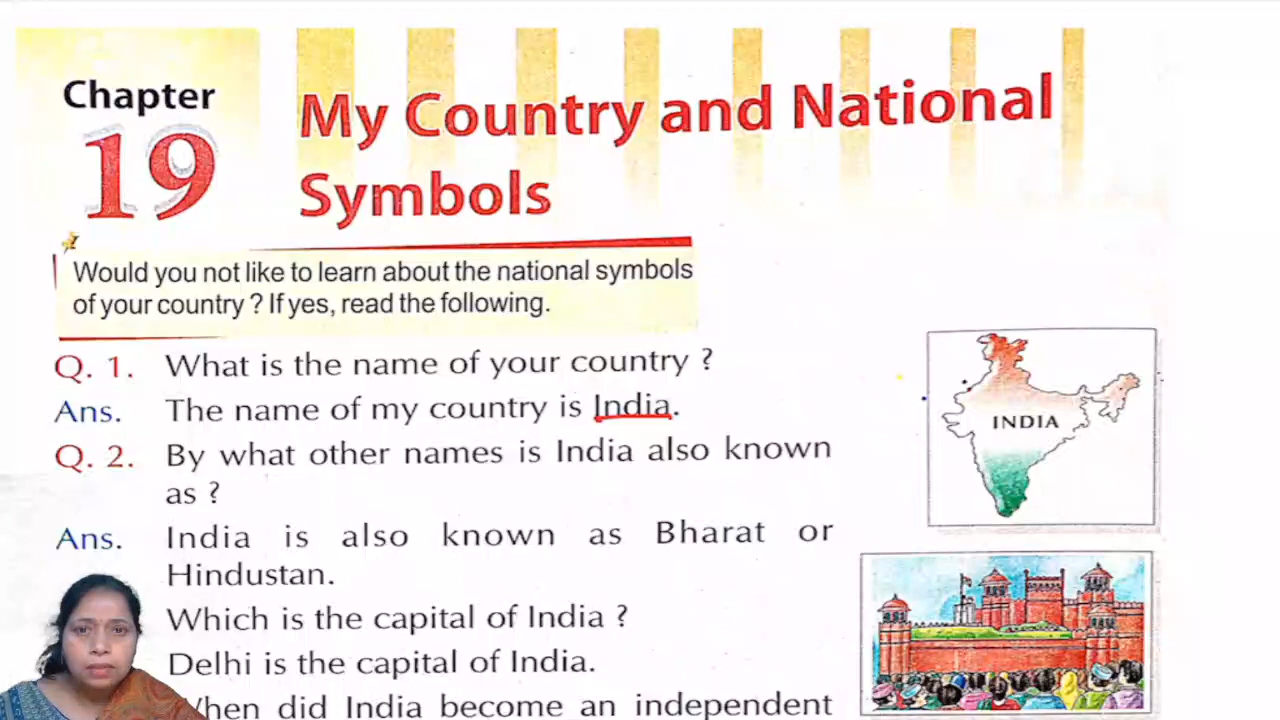 Chapter
19
My Country and National
Symbols
Would you not like to learn about the national symbols
of your country ? If yes, read the following.
Q. 1. What is the name of your country ?
Ans. The name of my country is India.
Q. 2. By what other names is India also known
as ?
Ans. India is also known as Bharat or
Hindustan.
Which is the capital of India ?
Delhi is the capital of India.
When did India become an independent
INDIA